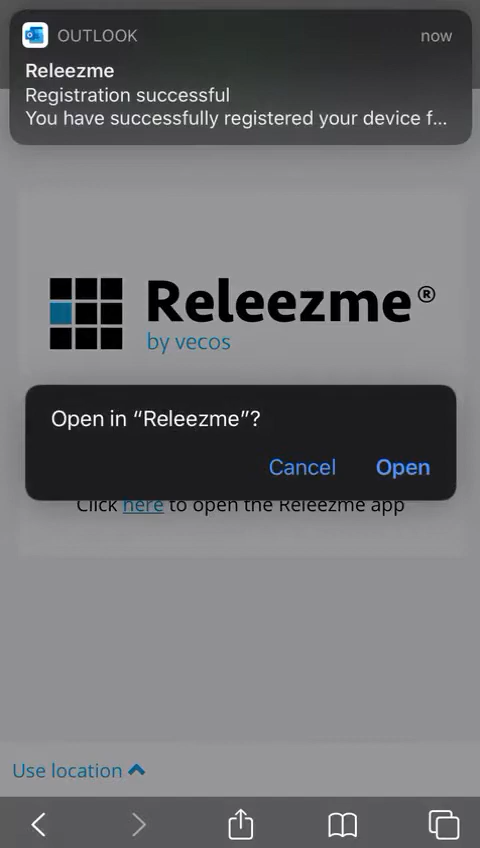 OUTLOOK
now
Releezme
Registration successful
You have successfully registered your device f...
Releezme®
by vecos
Open in “Releezme”?
Cancel
Open
Click here to open the Releezme app
Use location